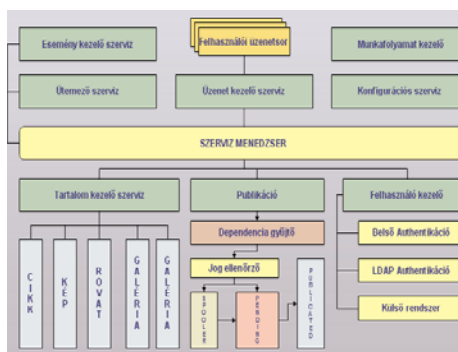 Esemény kezelő szerviz
Felhasználói üzenetsor
Munkafolyamat kezelő
Ütemező szerviz
Üzenet kezelő szerviz
Konfigurációs szerviz
SZERVIZ MENEDZSER
Tartalom kezelő szerviz
Publikáció
Felhasználó kezelő
Dependencia gyűjtő
Belső Authentikáció
Jog ellenőrző
LDAP Authentikáció
Külső rendszer
CIKK
KÉP
ROVAT
GALÉRIA
GALÉRIA
SPOOLER
PENDING
PUBLICATED